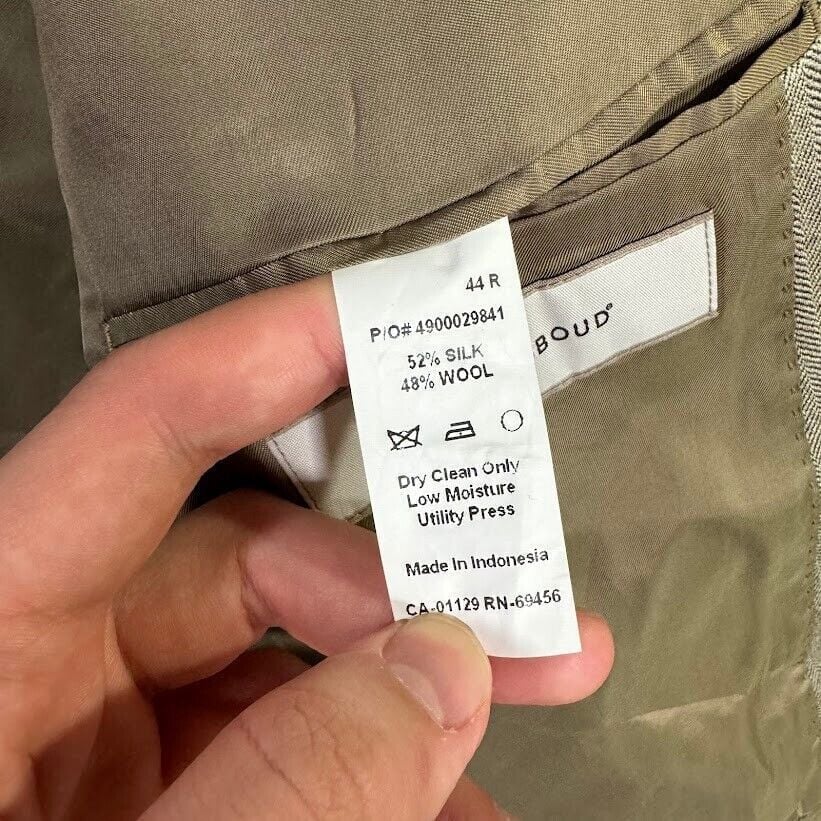 44 R
P/O# 4900029841
52% SILK
48% WOOL
Dry Clean Only
Low Moisture
Utility Press
Made In Indonesia
CA-01129 RN-69456
BOUD®